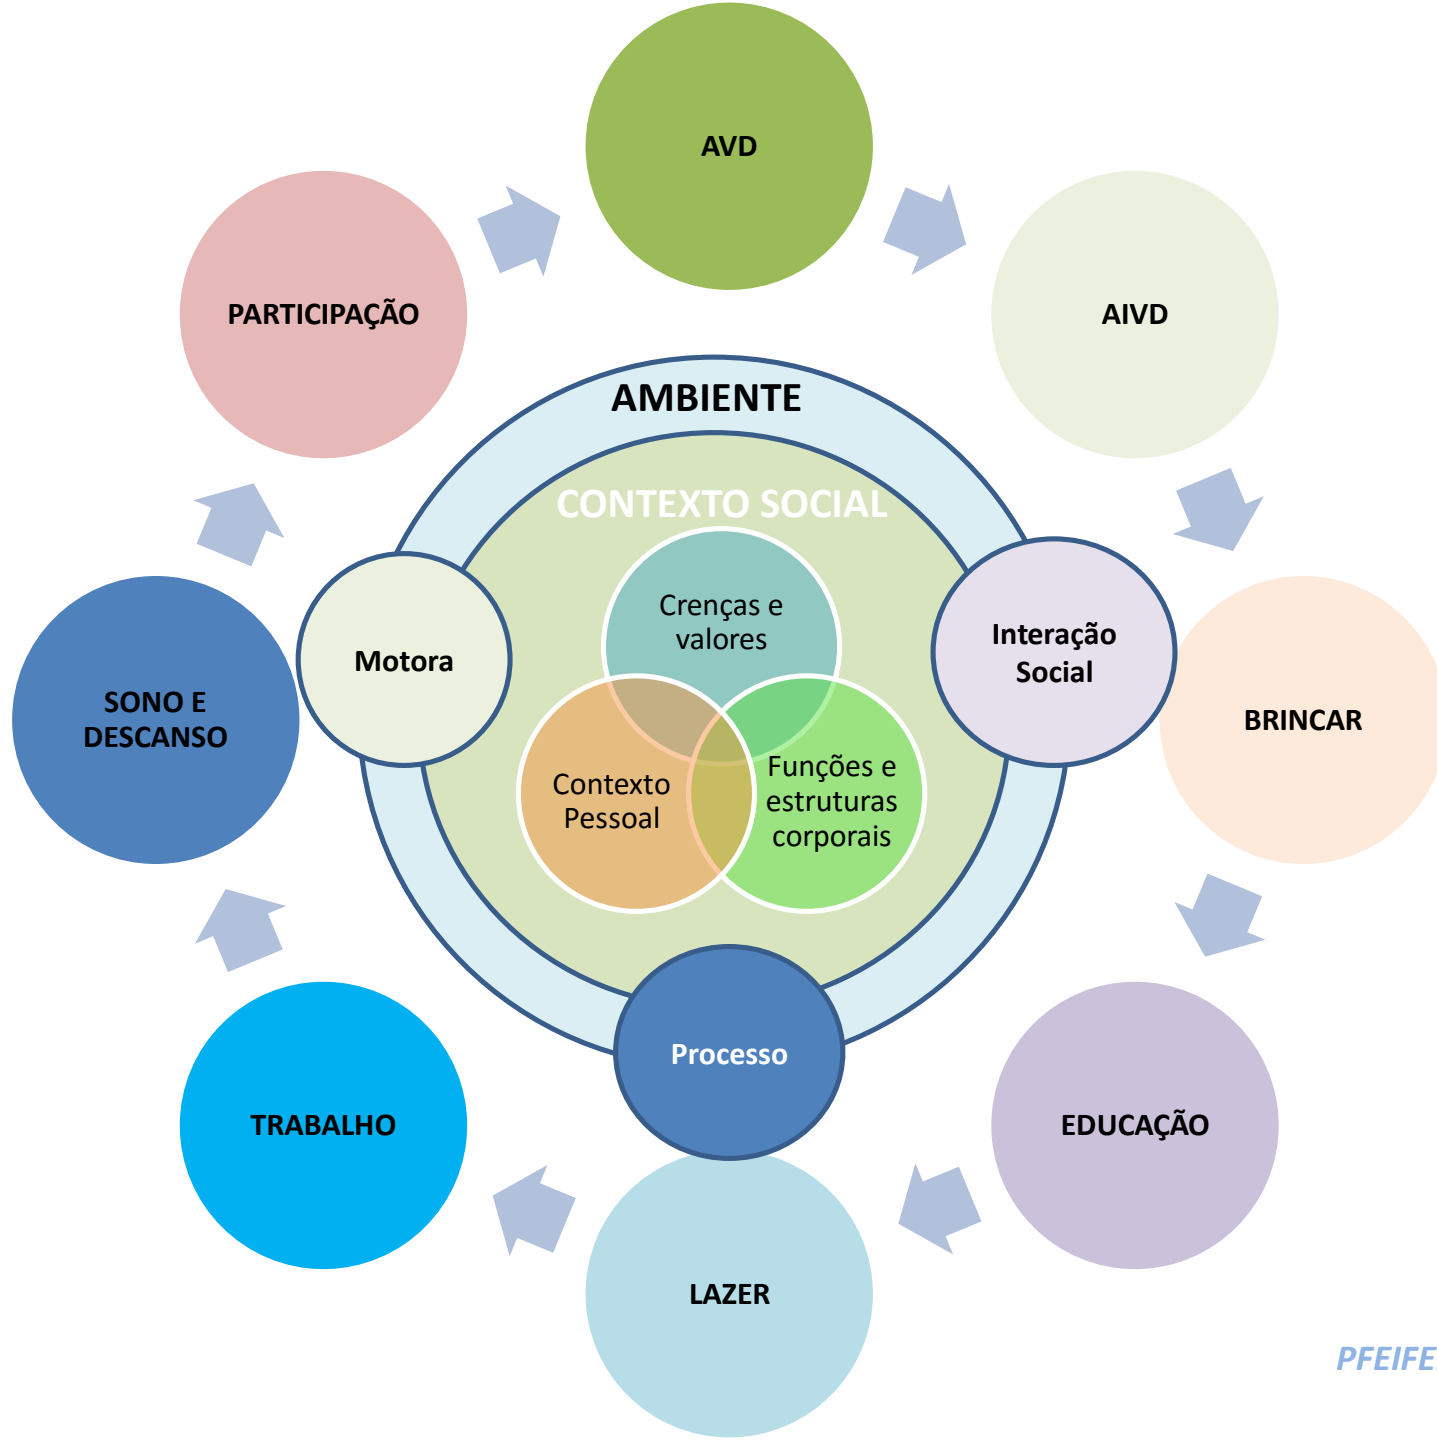 AVD
PARTICIPAÇÃO
AIVD
AMBIENTE
CONTEXTO SOCIAL
Crenças e
valores
Motora
Interação
Social
SONO E
DESCANSO
BRINCAR
Contexto
Pessoal
Funções e
estruturas
corporais
Processo
TRABALHO
EDUCAÇÃO
LAZER
PFEIFE